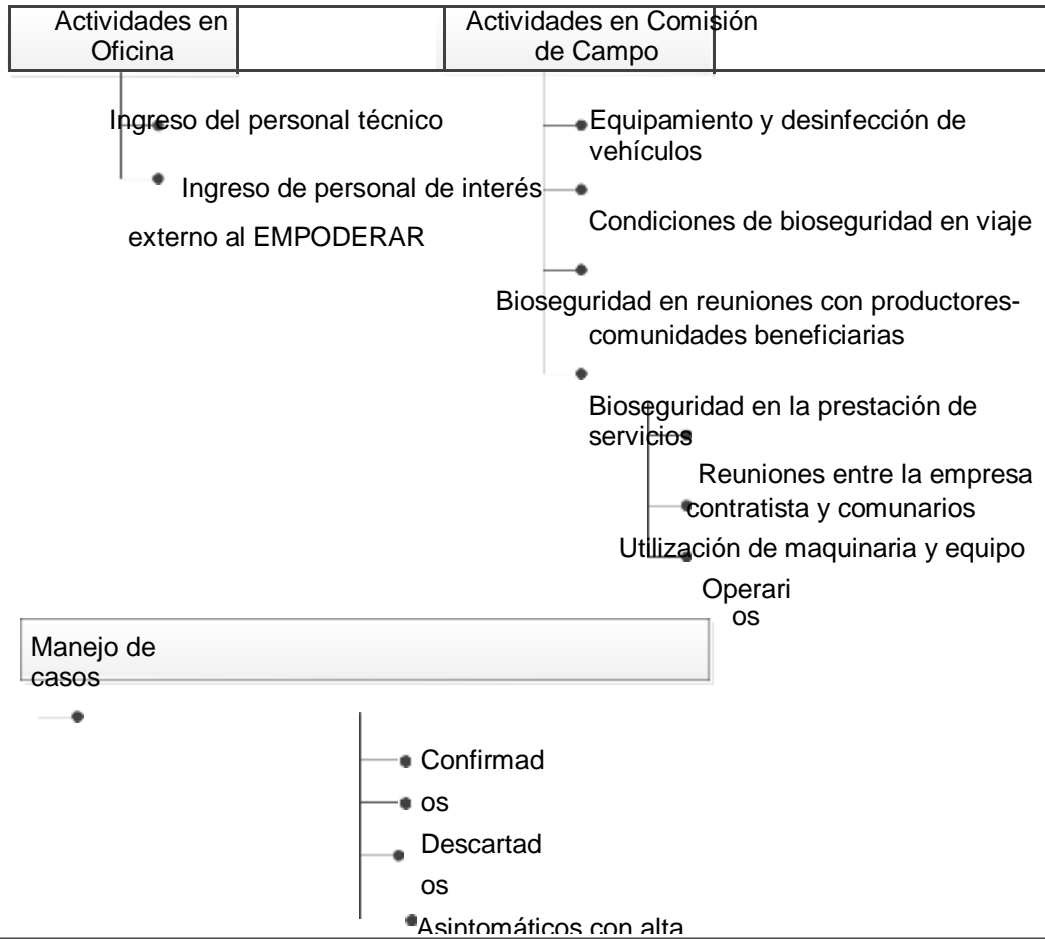 Actividades en
Oficina
Actividades en Comisión
de Campo
Ingreso del personal técnico
Ingreso de personal de interés
externo al EMPODERAR
Equipamiento y desinfección de
vehículos
Condiciones de bioseguridad en viaje
Bioseguridad en reuniones con productores-
comunidades beneficiarias
Bioseguridad en la prestación de
servicios
Reuniones entre la empresa
contratista y comunarios
Utilización de maquinaria y equipo
Operari
os
Manejo de
casos
Confirmad
os
Descartad
os
Asintomáticos con alta